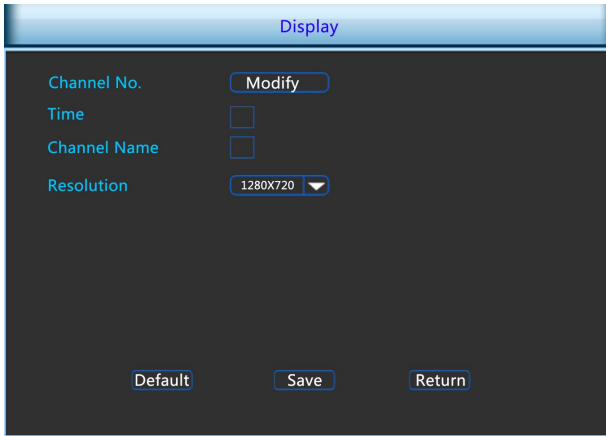 Display
Channel No. Modify
Time
Channel Name
Resolution 1280X720
Default Save Return